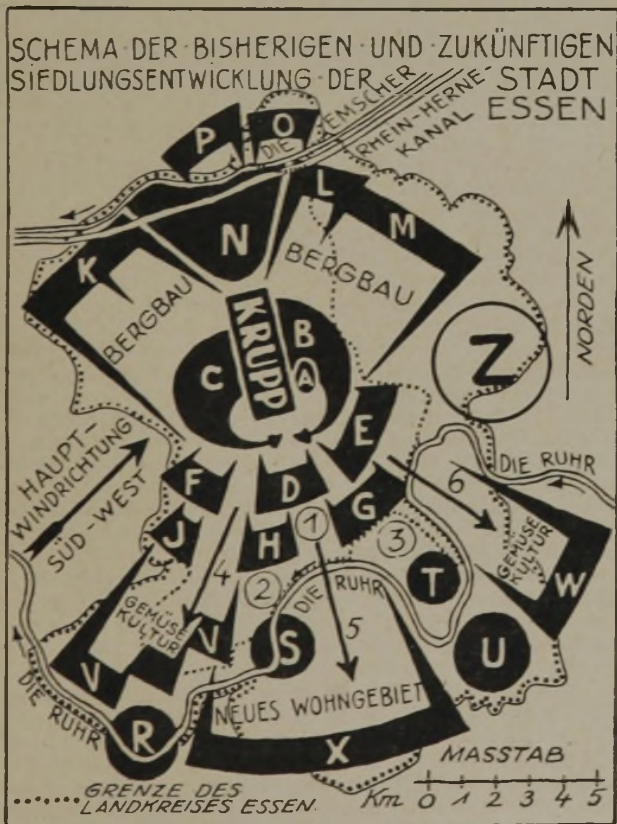 SCHEMA · DER · BISHERIGEN · UND · ZUKÜNFTIGEN
SIEDLUNGSENTWICKLUNG · DER · STADT
ESSEN
DIE EMSCHER
RHEIN-HERNE-
KANAL
P
O
L
M
N
K
BERGBAU
BERGBAU
NORDEN
KRUPP
B
A
C
Z
E
HAUPT-
WINDRICHTUNG
SÜD-WEST
F
D
G
DIE RUHR
6
J
H
1
3
4
2
GEMÜSE
KULTUR
GEMÜSE
KULTUR
W
DIE RUHR
T
5
V
V
S
U
DIE RUHR
R
NEUES WOHNGEBIET
X
MASSTAB
GRENZE DES
LANDKREISES ESSEN.
Km 0 1 2 3 4 5